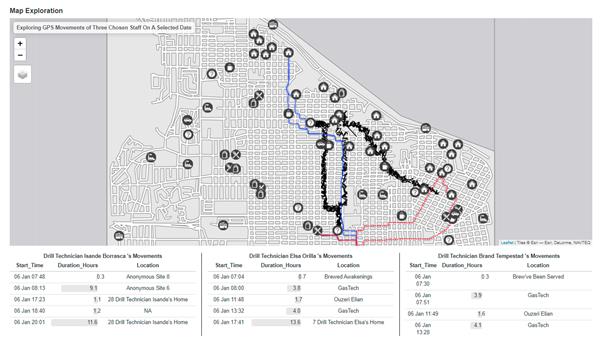 Map Exploration
Exploring GPS Movements of Three Chosen Staff On A Selected Date
+
−
Leaflet | Tiles © Esri — Esri, DeLorme, NAVTEQ
Drill Technician Isande Borrasca 's Movements
Start_Time Duration_Hours Location
06 Jan 07:48 0.3 Anonymous Site 8
06 Jan 08:13 9.1 Anonymous Site 6
06 Jan 17:23 1.1 28 Drill Technician Isande's Home
06 Jan 18:40 1.2 NA
06 Jan 20:01 11.6 28 Drill Technician Isande's Home
Drill Technician Elsa Orilla 's Movements
Start_Time Duration_Hours Location
06 Jan 07:04 0.7 Brewed Awakenings
06 Jan 08:00 3.8 GasTech
06 Jan 11:48 1.7 Ouzeri Elian
06 Jan 13:32 4.0 GasTech
06 Jan 17:41 13.6 7 Drill Technician Elsa's Home
Drill Technician Brand Tempestad 's Movements
Start_Time Duration_Hours Location
06 Jan 07:30 0.3 Brew've Been Served
06 Jan 07:51 3.9 GasTech
06 Jan 11:49 1.6 Ouzeri Elian
06 Jan 13:28 4.1 GasTech